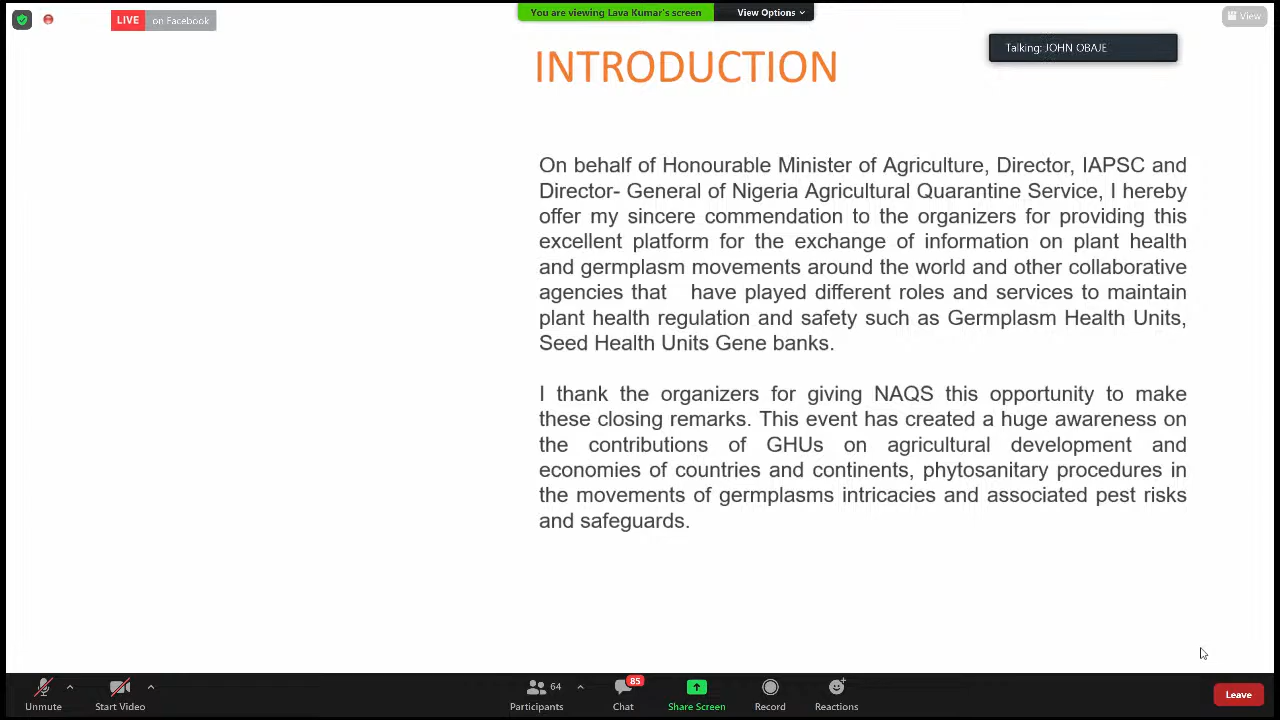 LIVE on Facebook
You are viewing Lava Kumar's screen View Options
View
Talking: JOHN OBAJE
INTRODUCTION
On behalf of Honourable Minister of Agriculture, Director, IAPSC and
Director- General of Nigeria Agricultural Quarantine Service, I hereby
offer my sincere commendation to the organizers for providing this
excellent platform for the exchange of information on plant health
and germplasm movements around the world and other collaborative
agencies that have played different roles and services to maintain
plant health regulation and safety such as Germplasm Health Units,
Seed Health Units Gene banks.
I thank the organizers for giving NAQS this opportunity to make
these closing remarks. This event has created a huge awareness on
the contributions of GHUs on agricultural development and
economies of countries and continents, phytosanitary procedures in
the movements of germplasms intricacies and associated pest risks
and safeguards.
64
85
Unmute Start Video Participants Chat Share Screen Record Reactions Leave